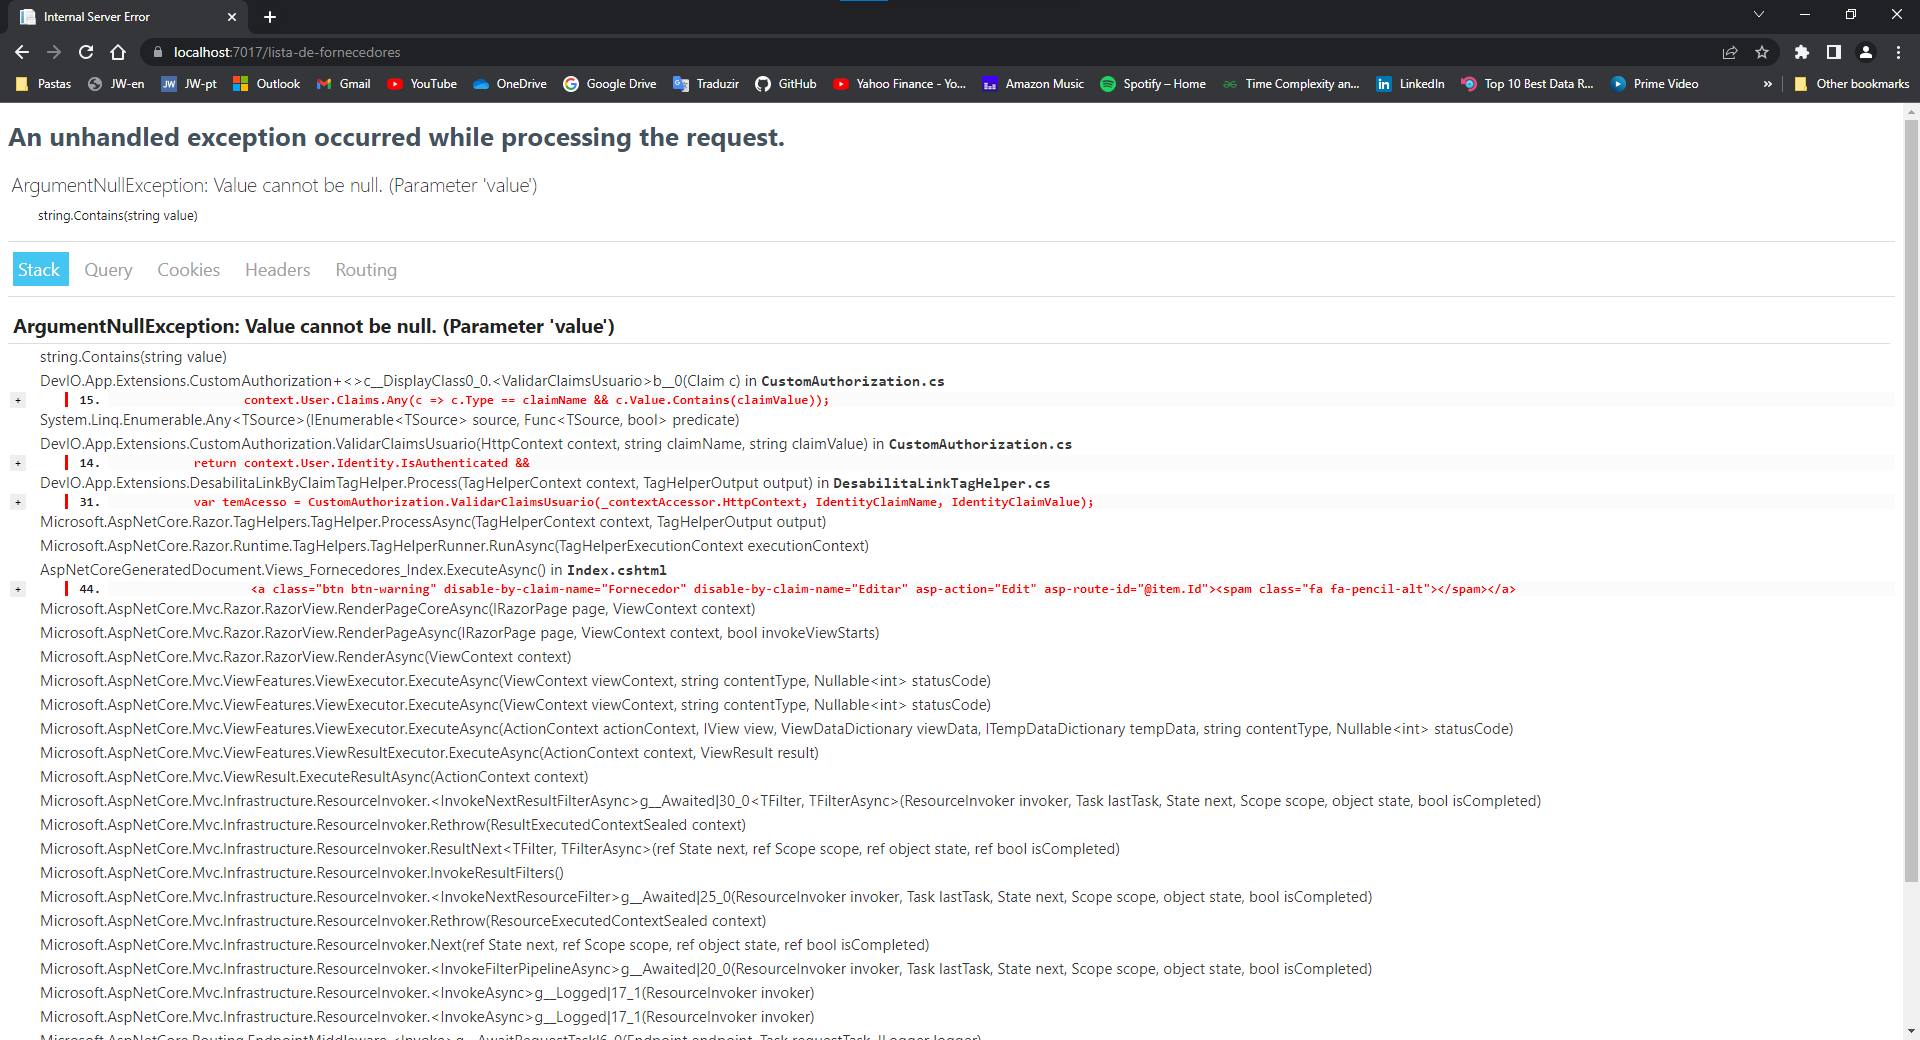 Internal Server Error
localhost:7017/lista-de-fornecedores
Pastas JW-en JW-pt Outlook Gmail YouTube OneDrive Google Drive Traduzir GitHub Yahoo Finance - Yo... Amazon Music Spotify – Home Time Complexity an... LinkedIn Top 10 Best Data R... Prime Video » Other bookmarks
An unhandled exception occurred while processing the request.
ArgumentNullException: Value cannot be null. (Parameter 'value')
string.Contains(string value)
Stack Query Cookies Headers Routing
ArgumentNullException: Value cannot be null. (Parameter 'value')
string.Contains(string value)
DevIO.App.Extensions.CustomAuthorization+<>c__DisplayClass0_0.<ValidarClaimsUsuario>b__0(Claim c) in CustomAuthorization.cs
+ 15. context.User.Claims.Any(c => c.Type == claimName && c.Value.Contains(claimValue));
System.Linq.Enumerable.Any<TSource>(IEnumerable<TSource> source, Func<TSource, bool> predicate)
DevIO.App.Extensions.CustomAuthorization.ValidarClaimsUsuario(HttpContext context, string claimName, string claimValue) in CustomAuthorization.cs
+ 14. return context.User.Identity.IsAuthenticated &&
DevIO.App.Extensions.DesabilitaLinkByClaimTagHelper.Process(TagHelperContext context, TagHelperOutput output) in DesabilitaLinkTagHelper.cs
+ 31. var temAcesso = CustomAuthorization.ValidarClaimsUsuario(_contextAccessor.HttpContext, IdentityClaimName, IdentityClaimValue);
Microsoft.AspNetCore.Razor.TagHelpers.TagHelper.ProcessAsync(TagHelperContext context, TagHelperOutput output)
Microsoft.AspNetCore.Razor.Runtime.TagHelpers.TagHelperRunner.RunAsync(TagHelperExecutionContext executionContext)
AspNetCoreGeneratedDocument.Views_Fornecedores_Index.ExecuteAsync() in Index.cshtml
+ 44. <a class="btn btn-warning" disable-by-claim-name="Fornecedor" disable-by-claim-name="Editar" asp-action="Edit" asp-route-id="@item.Id"><spam class="fa fa-pencil-alt"></spam></a>
Microsoft.AspNetCore.Mvc.Razor.RazorView.RenderPageCoreAsync(IRazorPage page, ViewContext context)
Microsoft.AspNetCore.Mvc.Razor.RazorView.RenderPageAsync(IRazorPage page, ViewContext context, bool invokeViewStarts)
Microsoft.AspNetCore.Mvc.Razor.RazorView.RenderAsync(ViewContext context)
Microsoft.AspNetCore.Mvc.ViewFeatures.ViewExecutor.ExecuteAsync(ViewContext viewContext, string contentType, Nullable<int> statusCode)
Microsoft.AspNetCore.Mvc.ViewFeatures.ViewExecutor.ExecuteAsync(ViewContext viewContext, string contentType, Nullable<int> statusCode)
Microsoft.AspNetCore.Mvc.ViewFeatures.ViewExecutor.ExecuteAsync(ActionContext actionContext, IView view, ViewDataDictionary viewData, ITempDataDictionary tempData, string contentType, Nullable<int> statusCode)
Microsoft.AspNetCore.Mvc.ViewFeatures.ViewResultExecutor.ExecuteAsync(ActionContext context, ViewResult result)
Microsoft.AspNetCore.Mvc.ViewResult.ExecuteResultAsync(ActionContext context)
Microsoft.AspNetCore.Mvc.Infrastructure.ResourceInvoker.<InvokeNextResultFilterAsync>g__Awaited|30_0<TFilter, TFilterAsync>(ResourceInvoker invoker, Task lastTask, State next, Scope scope, object state, bool isCompleted)
Microsoft.AspNetCore.Mvc.Infrastructure.ResourceInvoker.Rethrow(ResultExecutedContextSealed context)
Microsoft.AspNetCore.Mvc.Infrastructure.ResourceInvoker.ResultNext<TFilter, TFilterAsync>(ref State next, ref Scope scope, ref object state, ref bool isCompleted)
Microsoft.AspNetCore.Mvc.Infrastructure.ResourceInvoker.InvokeResultFilters()
Microsoft.AspNetCore.Mvc.Infrastructure.ResourceInvoker.<InvokeNextResourceFilter>g__Awaited|25_0(ResourceInvoker invoker, Task lastTask, State next, Scope scope, object state, bool isCompleted)
Microsoft.AspNetCore.Mvc.Infrastructure.ResourceInvoker.Rethrow(ResourceExecutedContextSealed context)
Microsoft.AspNetCore.Mvc.Infrastructure.ResourceInvoker.Next(ref State next, ref Scope scope, ref object state, ref bool isCompleted)
Microsoft.AspNetCore.Mvc.Infrastructure.ResourceInvoker.<InvokeFilterPipelineAsync>g__Awaited|20_0(ResourceInvoker invoker, Task lastTask, State next, Scope scope, object state, bool isCompleted)
Microsoft.AspNetCore.Mvc.Infrastructure.ResourceInvoker.<InvokeAsync>g__Logged|17_1(ResourceInvoker invoker)
Microsoft.AspNetCore.Mvc.Infrastructure.ResourceInvoker.<InvokeAsync>g__Logged|17_1(ResourceInvoker invoker)
Microsoft.AspNetCore.Routing.EndpointMiddleware.<Invoke>g__AwaitRequestTask|6_0(Endpoint endpoint, Task requestTask, ILogger logger)